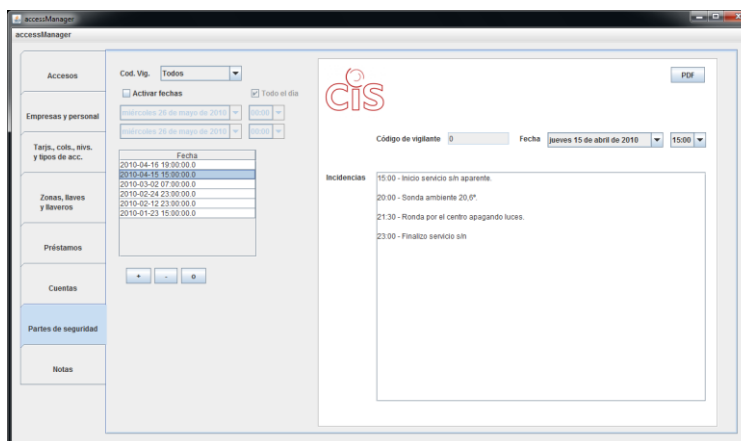 accessManager
accessManager
Accesos
Empresas y personal
Tarjs., cols., nivs.
y tipos de acc.
Zonas, llaves
y llaveros
Préstamos
Cuentas
Partes de seguridad
Notas
Cod. Vig. Todos
Activar fechas Todo el día
miércoles 26 de mayo de 2010 00:00
miércoles 26 de mayo de 2010 00:00
Fecha
2010-04-16 19:00:00.0
2010-04-15 15:00:00.0
2010-03-02 07:00:00.0
2010-02-24 23:00:00.0
2010-02-12 23:00:00.0
2010-01-23 15:00:00.0
+ - o
CIS
PDF
Código de vigilante 0 Fecha jueves 15 de abril de 2010 15:00
Incidencias
15:00 - Inicio servicio s/n aparente.
20:00 - Sonda ambiente 20,6º.
21:30 - Ronda por el centro apagando luces.
23:00 - Finalizo servicio s/n